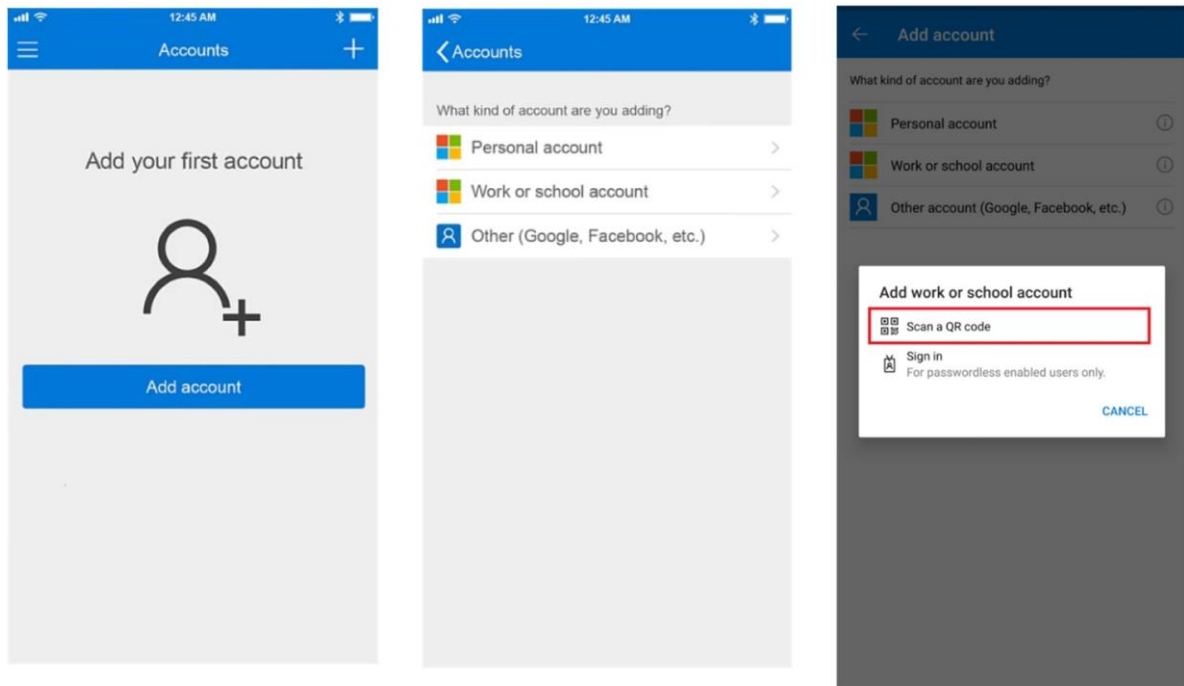 12:45 AM
Accounts
Add your first account
Add account
12:45 AM
Accounts
What kind of account are you adding?
Personal account
Work or school account
Other (Google, Facebook, etc.)
Add account
What kind of account are you adding?
Personal account
Work or school account
Other account (Google, Facebook, etc.)
Add work or school account
Scan a QR code
Sign in
For passwordless enabled users only.
CANCEL